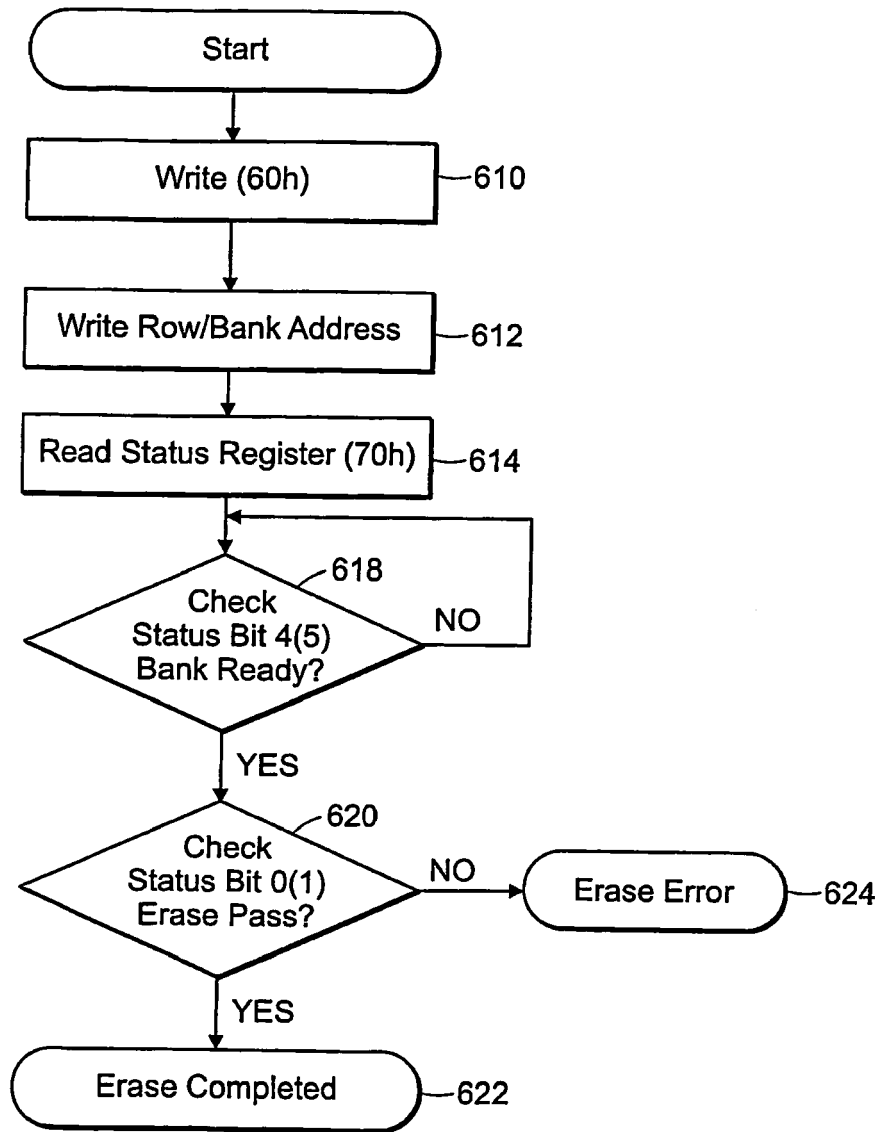 Start
Write (60h)
610
Write Row/Bank Address
612
Read Status Register (70h)
614
618
Check
Status Bit 4(5)
Bank Ready?
NO
YES
620
Check
Status Bit 0(1)
Erase Pass?
NO
Erase Error
624
YES
Erase Completed
622